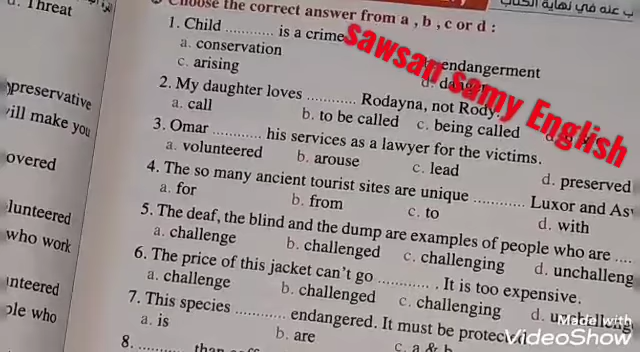 ب عنه في نهاية الكتاب
Choose the correct answer from a , b , c or d :
1. Child ............ is a crime
a. conservation
endangerment
c. arising
d. danger
2. My daughter loves ............ Rodayna, not Rody.
a. call
b. to be called
c. being called
3. Omar ............ his services as a lawyer for the victims.
a. volunteered
b. arouse
c. lead
d. preserved
4. The so many ancient tourist sites are unique ............ Luxor and As
a. for
b. from
c. to
d. with
5. The deaf, the blind and the dump are examples of people who are ....
a. challenge
b. challenged
c. challenging
d. unchalleng
6. The price of this jacket can't go ............ . It is too expensive.
a. challenge
b. challenged
c. challenging
d. unchalleng
7. This species ............ endangered. It must be protected
a. is
b. are
c. a & b
8. ............ than
d. Threat
preservative
will make you
overed
lunteered
who work
nteered
ple who
sawsan samy English
Made with
VideoShow